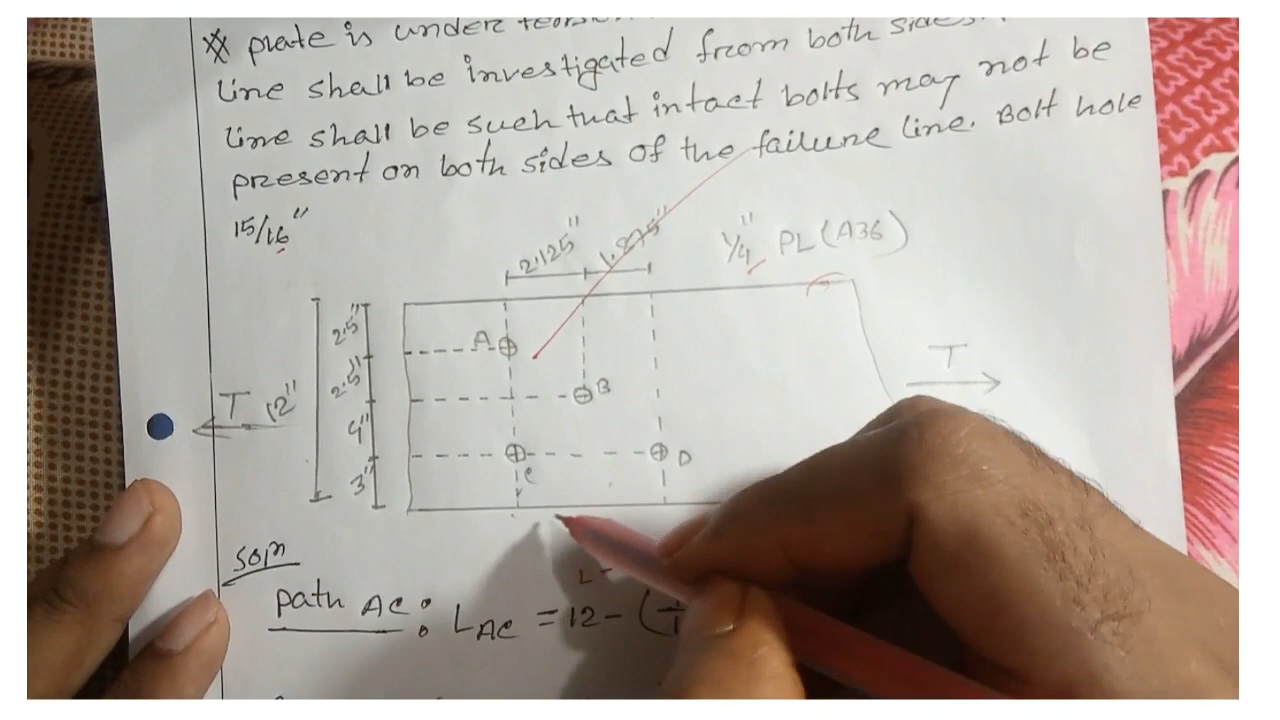 ※ plate is under
line shall be investigated from both sides.
line shall be such that intact bolts may not be
present on both sides of the failure line. Bolt hole
15/16"
2.125" 1.875"
1/4" PL (A36)
2.5"
2.5"
4"
3"
12"
T
T
A
B
C
D
Soln
L -
path AC: LAC = 12 - (